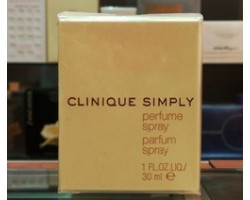 CLINIQUE SIMPLY
perfume
spray
parfum
spray
1 FL.OZ.LIQ/
30 ml ℮